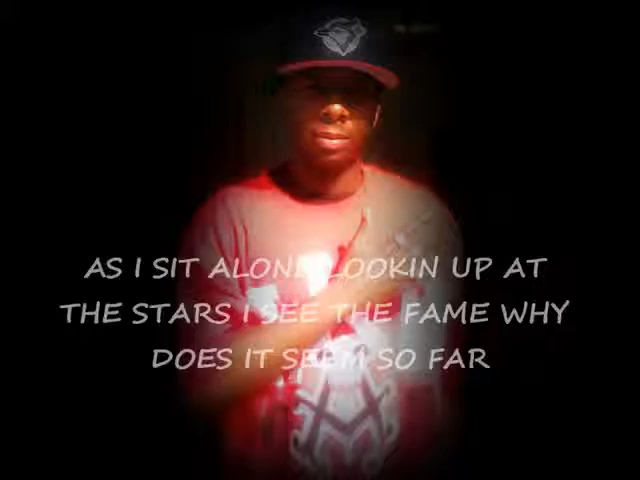 AS I SIT ALONE LOOKIN UP AT
THE STARS I SEE THE FAME WHY
DOES IT SEEM SO FAR